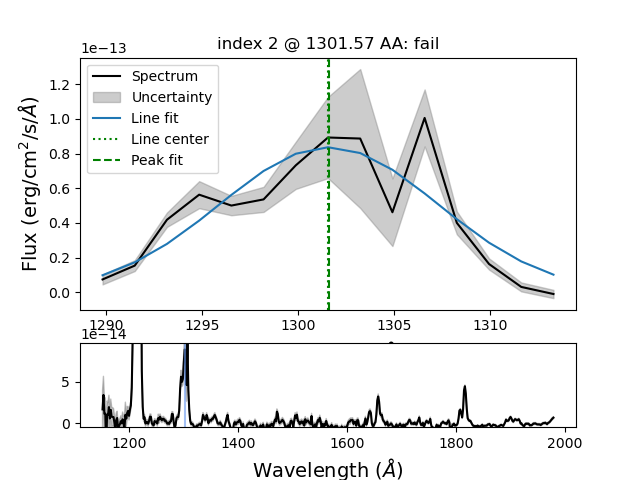 index 2 @ 1301.57 AA: fail
1e−13
Spectrum
Uncertainty
Line fit
Line center
Peak fit
Flux (erg/cm²/s/Å)
1.2
1.0
0.8
0.6
0.4
0.2
0.0
1290 1295 1300 1305 1310
1e−14
5
0
1200 1400 1600 1800 2000
Wavelength (Å)